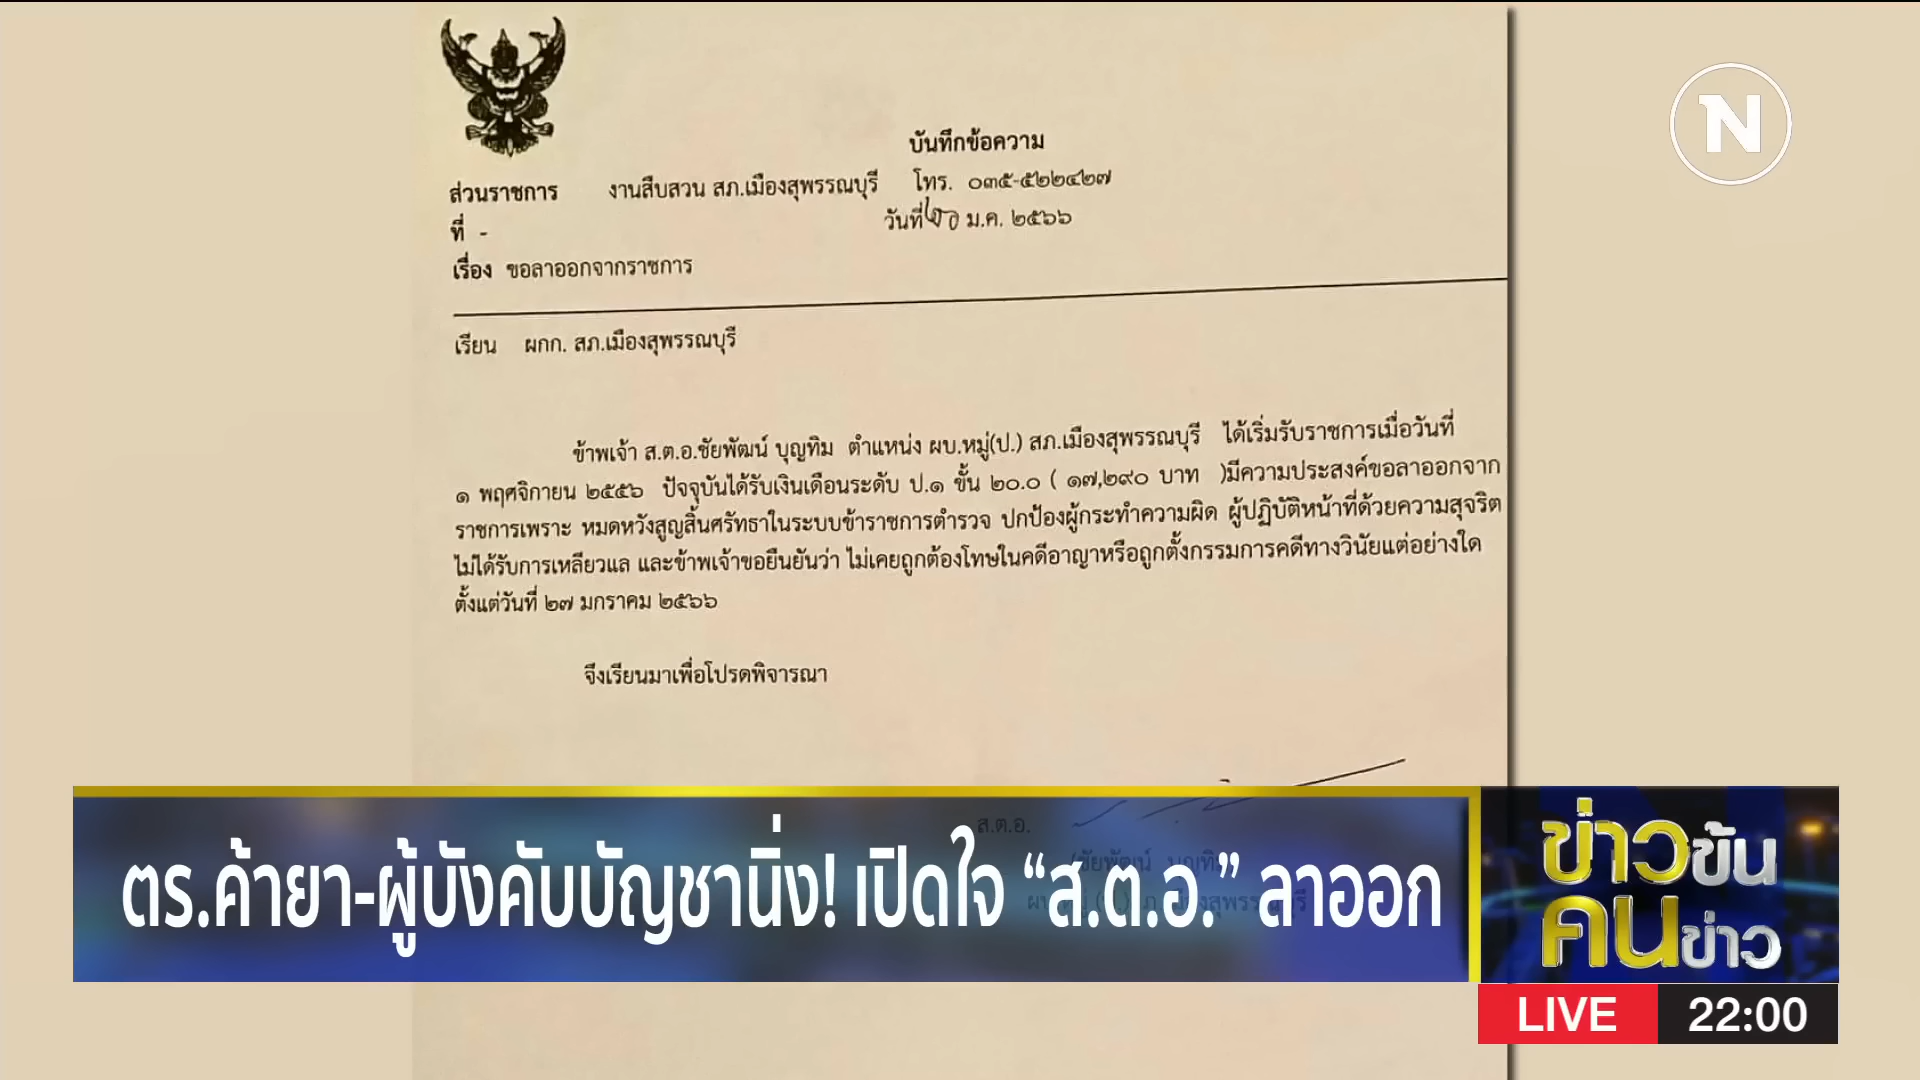 N
บันทึกข้อความ
ส่วนราชการ งานสืบสวน สภ.เมืองสุพรรณบุรี โทร. ๐๓๕-๕๒๒๔๒๗
ที่ - วันที่ ม.ค. ๒๕๖๖
เรื่อง ขอลาออกจากราชการ
เรียน ผกก. สภ.เมืองสุพรรณบุรี
ข้าพเจ้า ส.ต.อ.ชัยพัฒน์ บุญทิม ตำแหน่ง ผบ.หมู่(ป.) สภ.เมืองสุพรรณบุรี ได้เริ่มรับราชการเมื่อวันที่
๑ พฤศจิกายน ๒๕๕๖ ปัจจุบันได้รับเงินเดือนระดับ ป.๑ ขั้น ๒๐.๐ ( ๑๗,๒๙๐ บาท )มีความประสงค์ขอลาออกจาก
ราชการเพราะ หมดหวังสูญสิ้นศรัทธาในระบบข้าราชการตำรวจ ปกป้องผู้กระทำความผิด ผู้ปฏิบัติหน้าที่ด้วยความสุจริต
ไม่ได้รับการเหลียวแล และข้าพเจ้าขอยืนยันว่า ไม่เคยถูกต้องโทษในคดีอาญาหรือถูกตั้งกรรมการคดีทางวินัยแต่อย่างใด
ตั้งแต่วันที่ ๒๗ มกราคม ๒๕๖๖
จึงเรียนมาเพื่อโปรดพิจารณา
ส.ต.อ.
ตร.ค้ายา-ผู้บังคับบัญชานิ่ง! เปิดใจ “ส.ต.อ.” ลาออก
ข่าวข้น
คนข่าว
LIVE 22:00